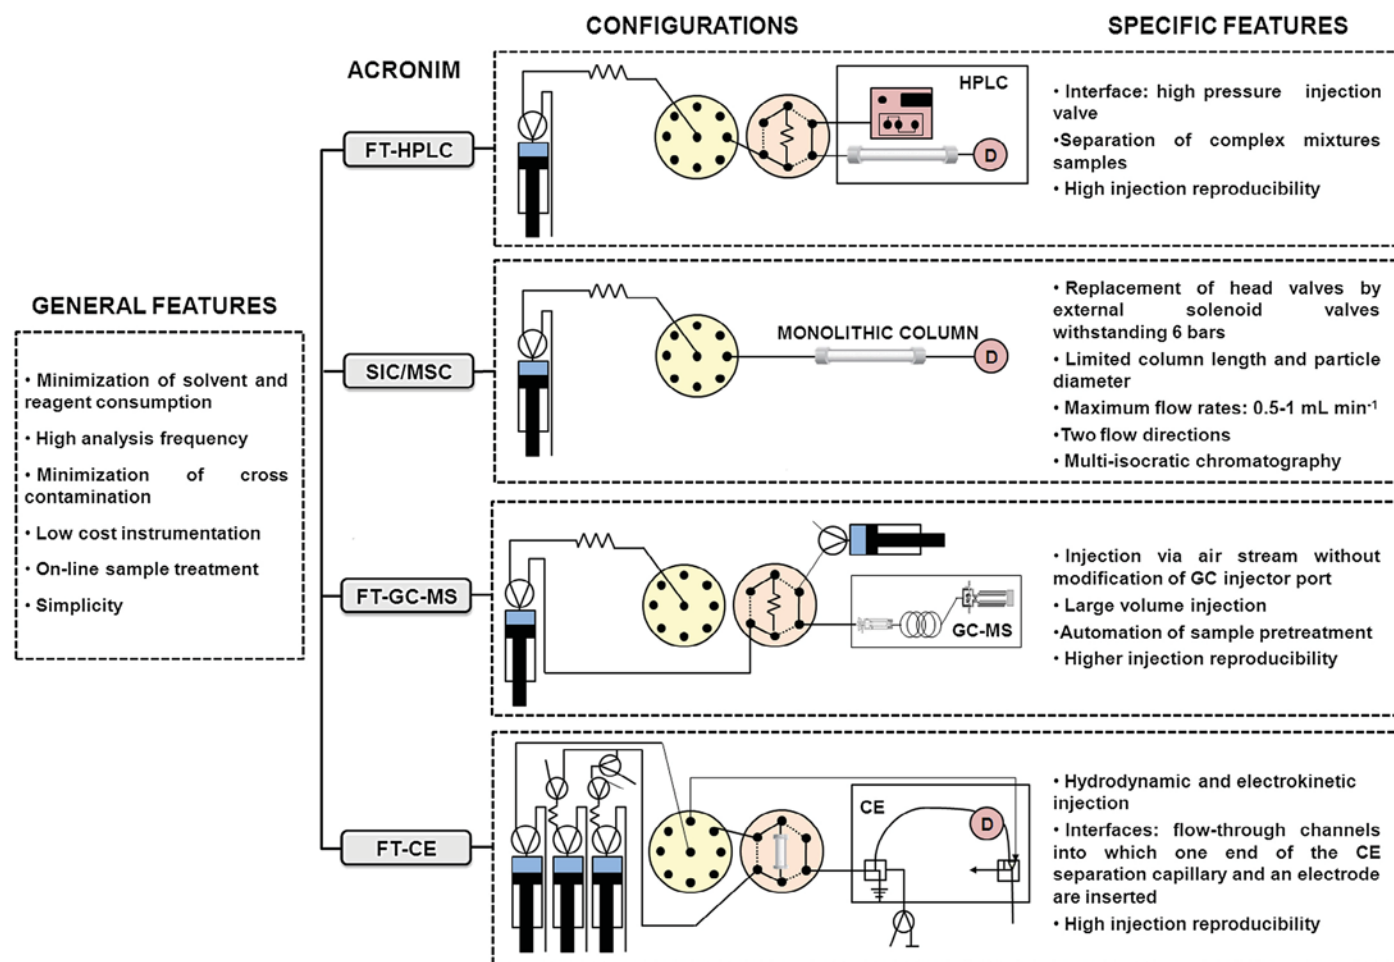 CONFIGURATIONS
SPECIFIC FEATURES
ACRONIM
GENERAL FEATURES
• Minimization of solvent and
reagent consumption
• High analysis frequency
• Minimization of cross
contamination
• Low cost instrumentation
• On-line sample treatment
• Simplicity
FT-HPLC
HPLC
D
• Interface: high pressure injection
valve
•Separation of complex mixtures
samples
• High injection reproducibility
SIC/MSC
MONOLITHIC COLUMN
D
• Replacement of head valves by
external solenoid valves
withstanding 6 bars
• Limited column length and particle
diameter
• Maximum flow rates: 0.5-1 mL min⁻¹
•Two flow directions
• Multi-isocratic chromatography
FT-GC-MS
GC-MS
• Injection via air stream without
modification of GC injector port
• Large volume injection
•Automation of sample pretreatment
• Higher injection reproducibility
FT-CE
CE
D
• Hydrodynamic and electrokinetic
injection
• Interfaces: flow-through channels
into which one end of the CE
separation capillary and an electrode
are inserted
• High injection reproducibility